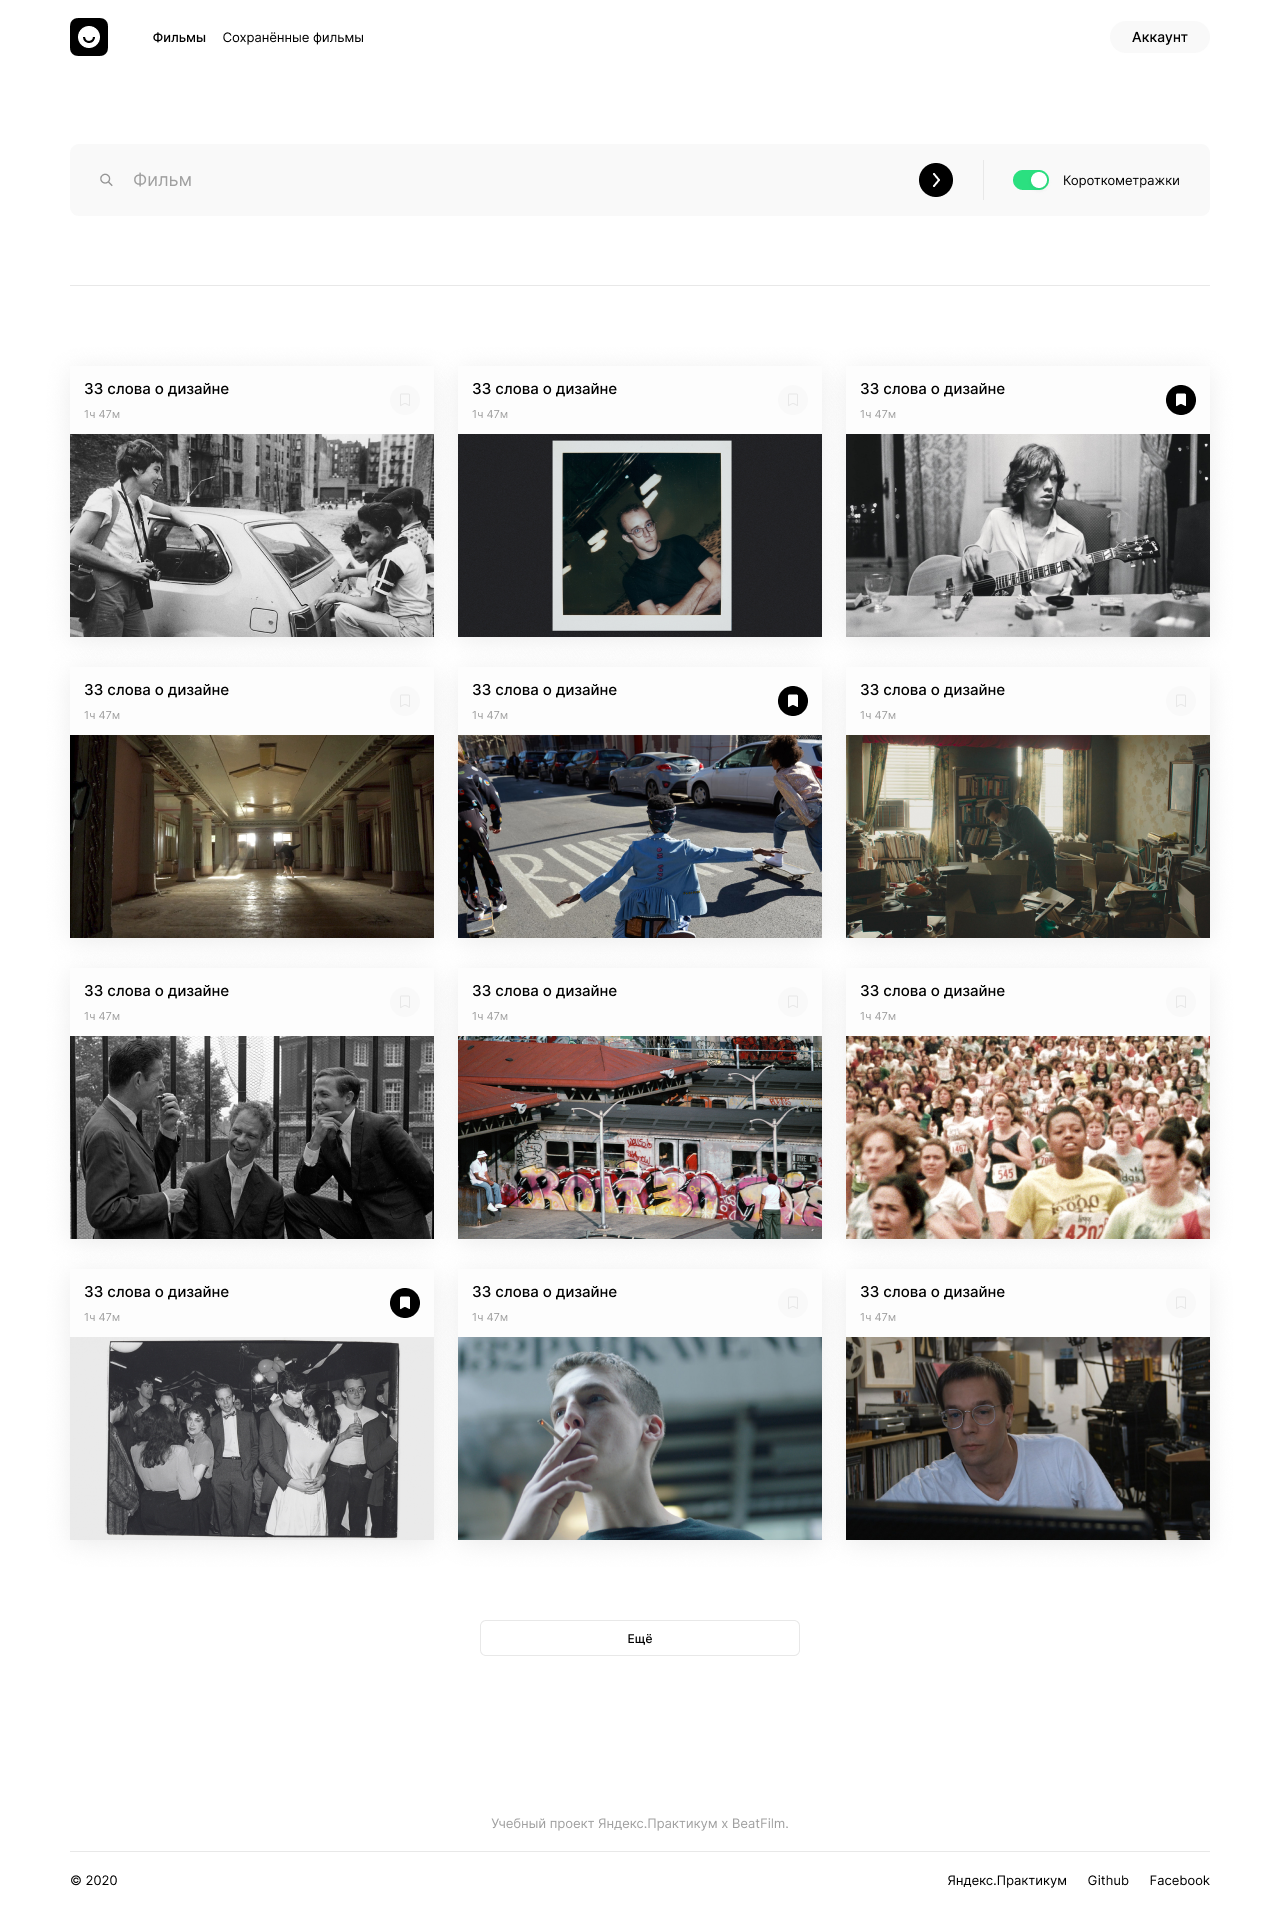 Фильмы Сохранённые фильмы Аккаунт
Фильм Короткометражки
33 слова о дизайне
1ч 47м
33 слова о дизайне
1ч 47м
33 слова о дизайне
1ч 47м
33 слова о дизайне
1ч 47м
33 слова о дизайне
1ч 47м
33 слова о дизайне
1ч 47м
33 слова о дизайне
1ч 47м
33 слова о дизайне
1ч 47м
33 слова о дизайне
1ч 47м
545
4202
33 слова о дизайне
1ч 47м
33 слова о дизайне
1ч 47м
33 слова о дизайне
1ч 47м
Ещё
Учебный проект Яндекс.Практикум х BeatFilm.
© 2020 Яндекс.Практикум Github Facebook